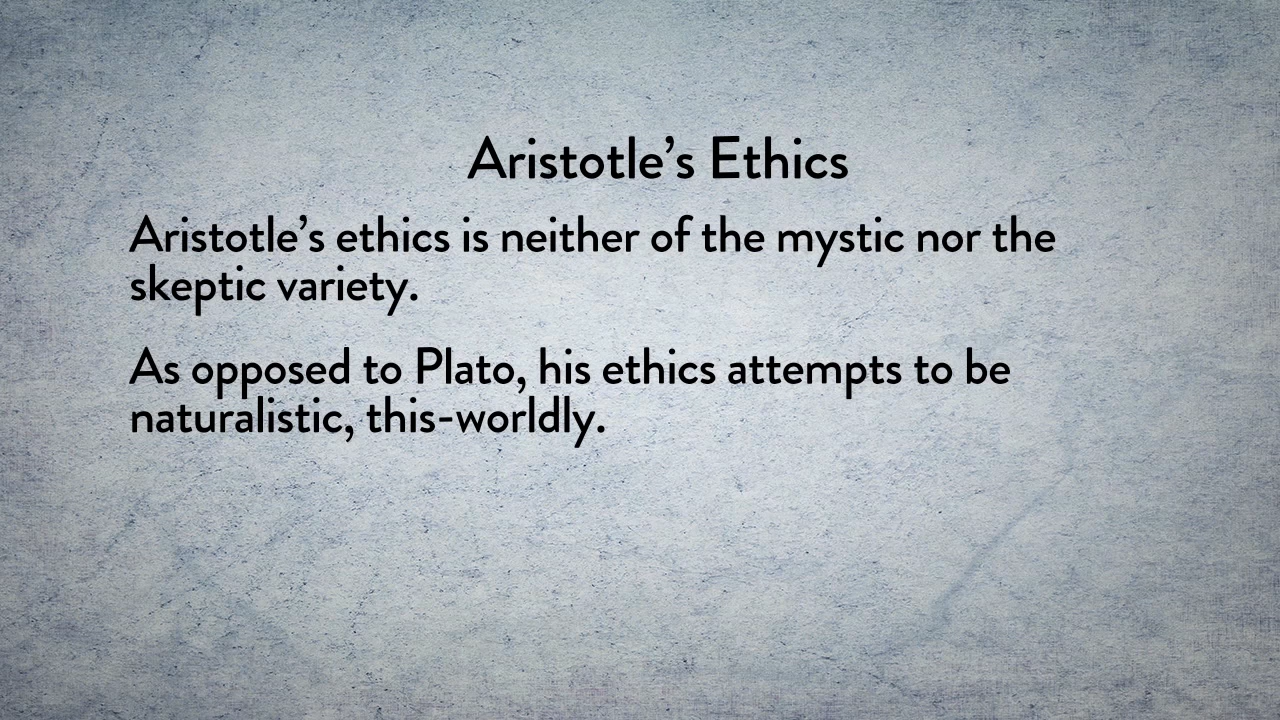 Aristotle’s Ethics
Aristotle’s ethics is neither of the mystic nor the
skeptic variety.
As opposed to Plato, his ethics attempts to be
naturalistic, this-worldly.